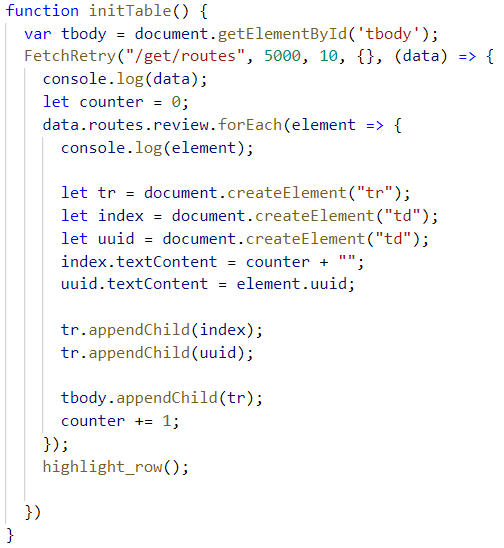 function initTable() {
  var tbody = document.getElementById('tbody');
  FetchRetry("/get/routes", 5000, 10, {}, (data) => {
    console.log(data);
    let counter = 0;
    data.routes.review.forEach(element => {
      console.log(element);

      let tr = document.createElement("tr");
      let index = document.createElement("td");
      let uuid = document.createElement("td");
      index.textContent = counter + "";
      uuid.textContent = element.uuid;

      tr.appendChild(index);
      tr.appendChild(uuid);

      tbody.appendChild(tr);
      counter += 1;
    });
    highlight_row();

  })
}